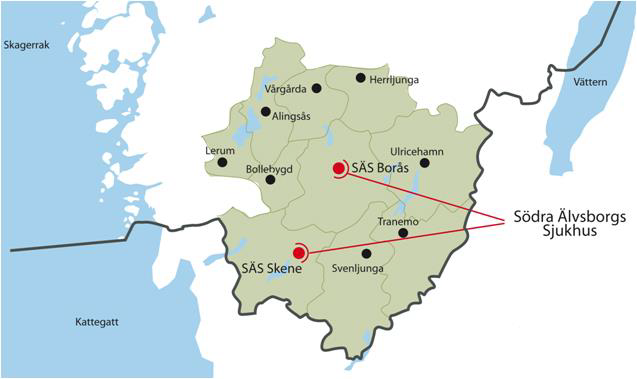 Skagerrak
Vättern
Herrljunga
Vårgårda
Alingsås
Lerum
Ulricehamn
Bollebygd
SÄS Borås
Södra Älvsborgs
Sjukhus
Tranemo
SÄS Skene
Svenljunga
Kattegatt